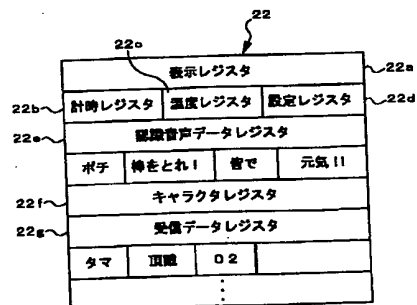 22
22c
表示レジスタ 22a
22b 計時レジスタ 温度レジスタ 設定レジスタ 22d
22e 認識音声データレジスタ
ポチ 棒をとれ! 皆で 元気!!
22f キャラクタレジスタ
22g 受信データレジスタ
タマ 頂戴 02